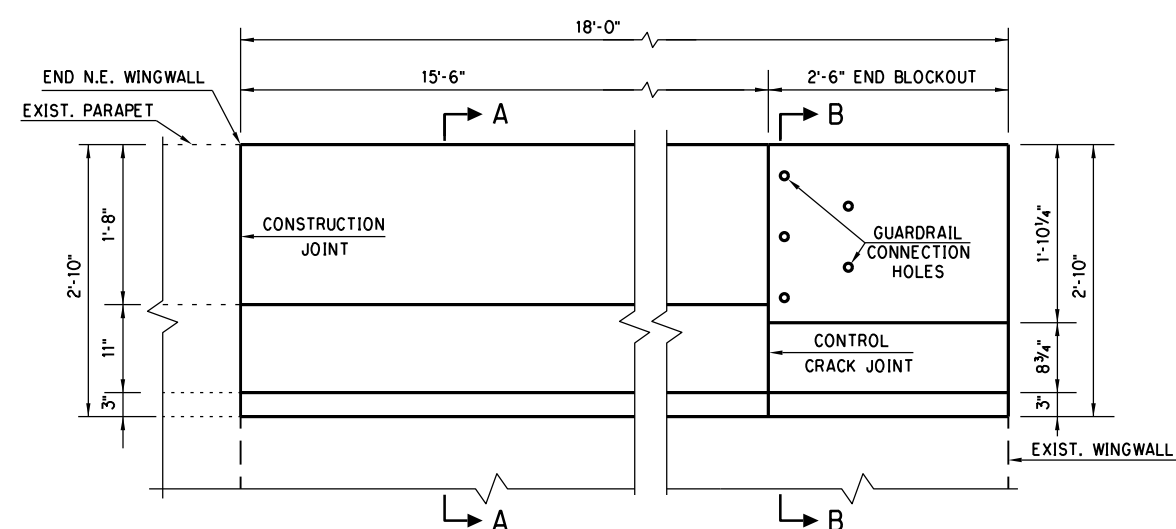 18'-0"
END N.E. WINGWALL
15'-6"
2'-6" END BLOCKOUT
EXIST. PARAPET
A
B
CONSTRUCTION
JOINT
GUARDRAIL
CONNECTION
HOLES
1'-8"
2'-10"
11"
3"
1'-10¼"
2'-10"
8¾"
3"
CONTROL
CRACK JOINT
EXIST. WINGWALL
A
B